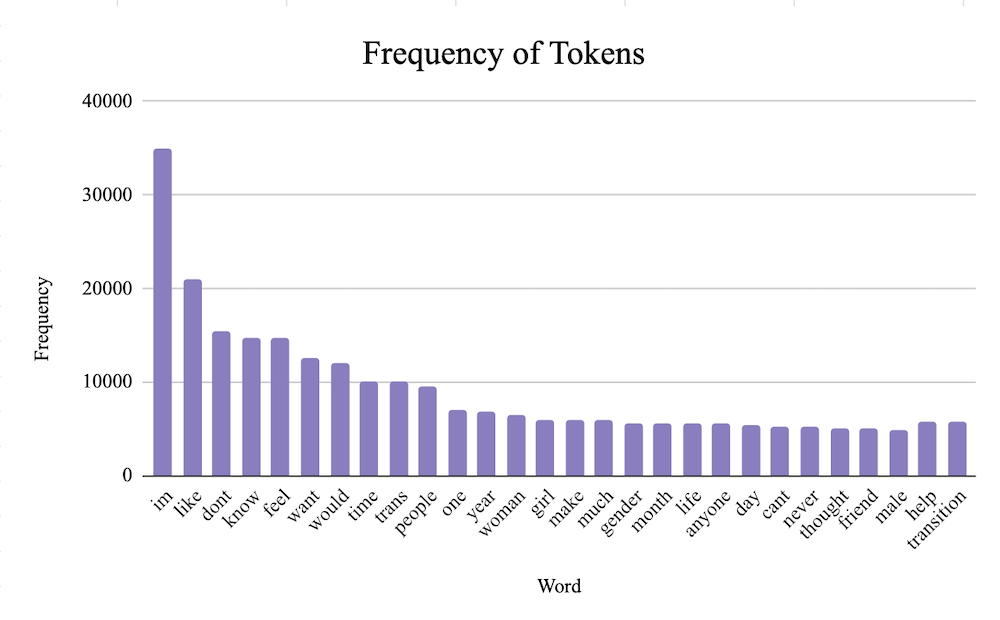 Frequency of Tokens
40000
30000
20000
10000
0
Frequency
im like dont know feel want would time trans people one year woman girl make much gender month life anyone day cant never thought friend male help transition
Word